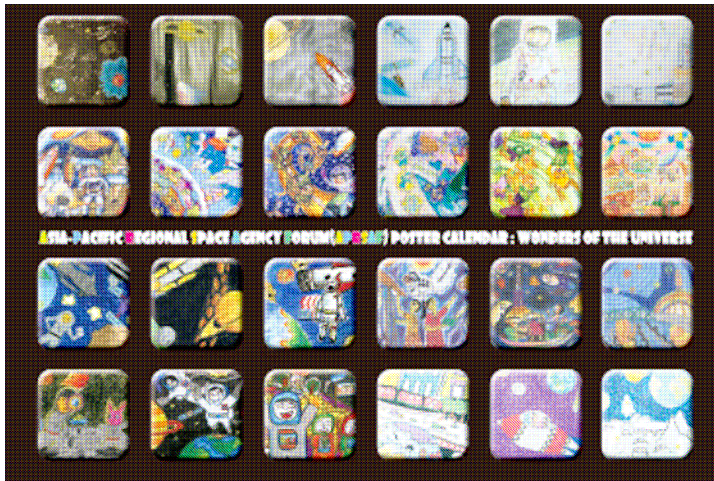 ASIA-PACIFIC REGIONAL SPACE AGENCY FORUM(APRSAF) POSTER CALENDAR : WONDERS OF THE UNIVERSE